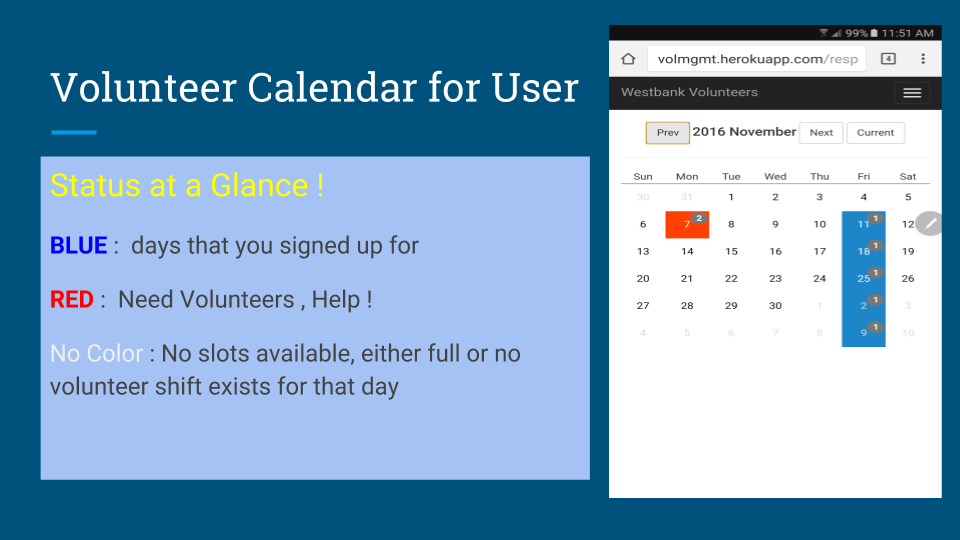 Volunteer Calendar for User
Status at a Glance !
BLUE :  days that you signed up for
RED :  Need Volunteers , Help !
No Color : No slots available, either full or no
volunteer shift exists for that day
99% 11:51 AM
volmgmt.herokuapp.com/resp 4
Westbank Volunteers
Prev 2016 November Next Current
Sun Mon Tue Wed Thu Fri Sat
30 31 1 2 3 4 5
6 7 2 8 9 10 11 1 12
13 14 15 16 17 18 1 19
20 21 22 23 24 25 1 26
27 28 29 30 1 2 1 3
4 5 6 7 8 9 1 10